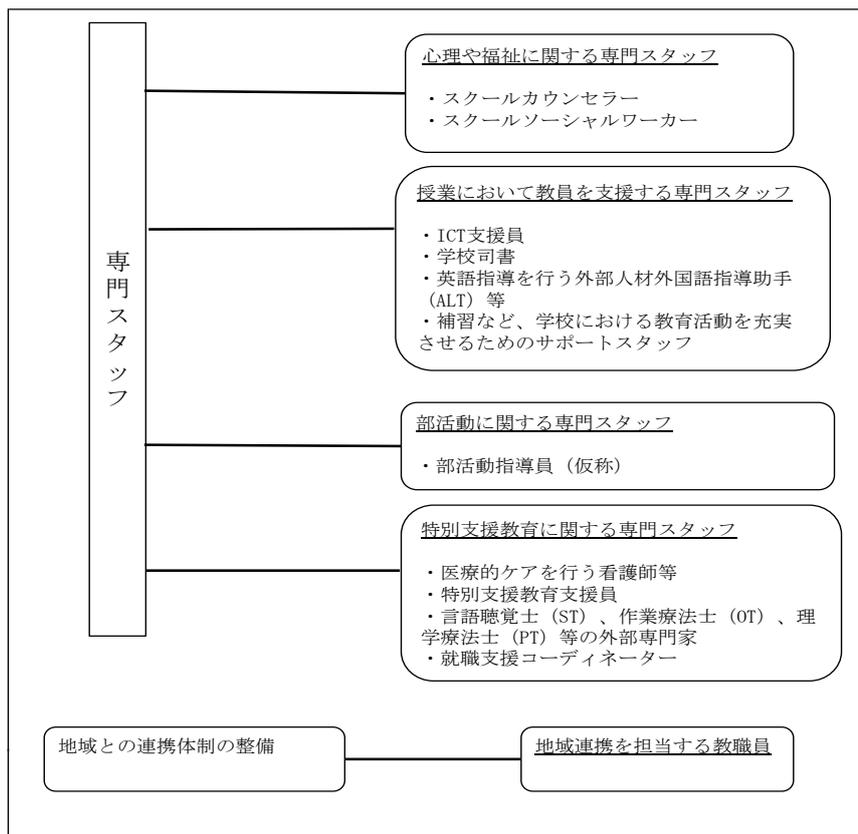 専門スタッフ
心理や福祉に関する専門スタッフ
・スクールカウンセラー
・スクールソーシャルワーカー
授業において教員を支援する専門スタッフ
・ICT支援員
・学校司書
・英語指導を行う外部人材外国語指導助手
(ALT)等
・補習など、学校における教育活動を充実
させるためのサポートスタッフ
部活動に関する専門スタッフ
・部活動指導員(仮称)
特別支援教育に関する専門スタッフ
・医療的ケアを行う看護師等
・特別支援教育支援員
・言語聴覚士(ST)、作業療法士(OT)、理
学療法士(PT)等の外部専門家
・就職支援コーディネーター
地域との連携体制の整備
地域連携を担当する教職員